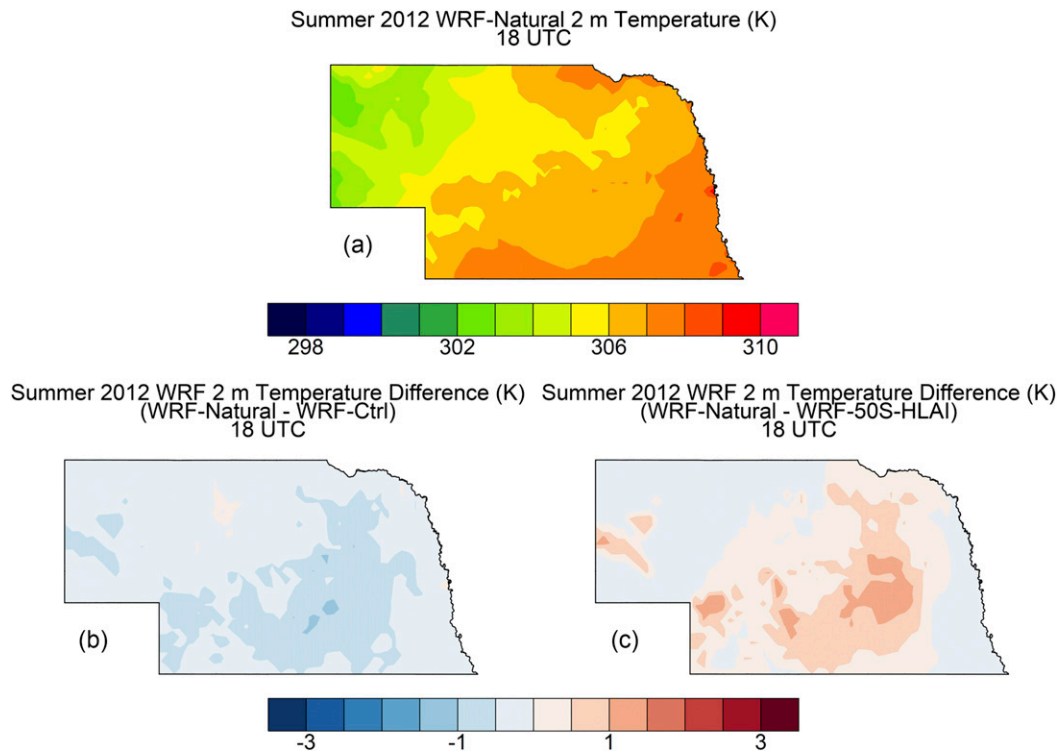 Summer 2012 WRF-Natural 2 m Temperature (K)
18 UTC
(a)
298 302 306 310
Summer 2012 WRF 2 m Temperature Difference (K)
(WRF-Natural - WRF-Ctrl)
18 UTC
Summer 2012 WRF 2 m Temperature Difference (K)
(WRF-Natural - WRF-50S-HLAI)
18 UTC
(b)
(c)
-3 -1 1 3